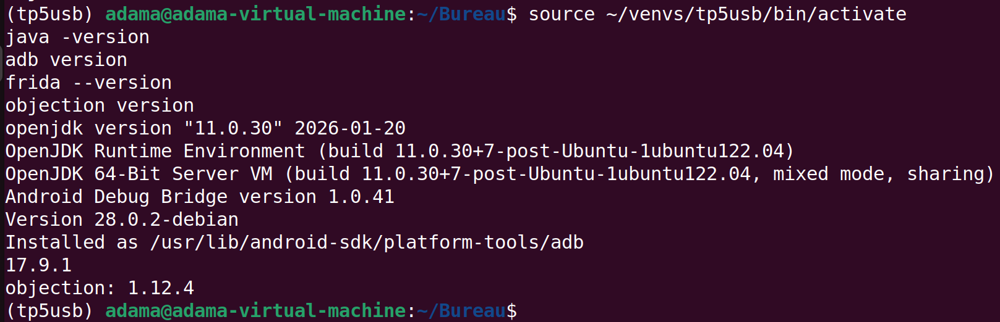 (tp5usb) adama@adama-virtual-machine:~/Bureau$ source ~/venvs/tp5usb/bin/activate
java -version
adb version
frida --version
objection version
openjdk version "11.0.30" 2026-01-20
OpenJDK Runtime Environment (build 11.0.30+7-post-Ubuntu-1ubuntu122.04)
OpenJDK 64-Bit Server VM (build 11.0.30+7-post-Ubuntu-1ubuntu122.04, mixed mode, sharing)
Android Debug Bridge version 1.0.41
Version 28.0.2-debian
Installed as /usr/lib/android-sdk/platform-tools/adb
17.9.1
objection: 1.12.4
(tp5usb) adama@adama-virtual-machine:~/Bureau$